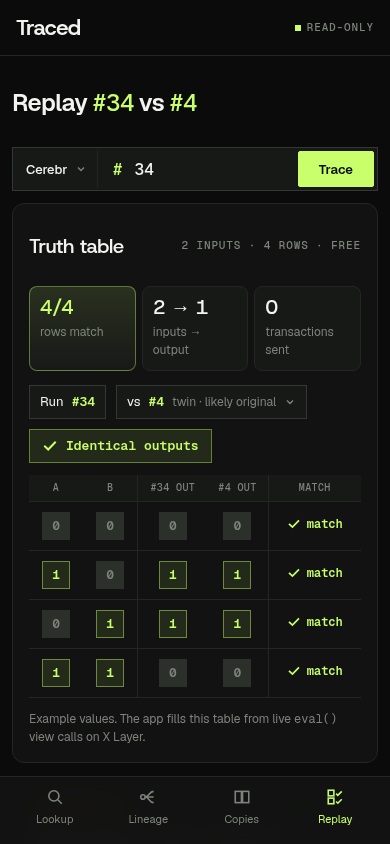 Traced
READ-ONLY
Replay #34 vs #4
Cerebr # 34 Trace
Truth table
2 INPUTS · 4 ROWS · FREE
4/4
rows match
2 → 1
inputs →
output
0
transactions
sent
Run #34
vs #4 twin · likely original
Identical outputs
A B #34 OUT #4 OUT MATCH
0 0 0 0 match
1 0 1 1 match
0 1 1 1 match
1 1 0 0 match
Example values. The app fills this table from live eval()
view calls on X Layer.
Lookup Lineage Copies Replay